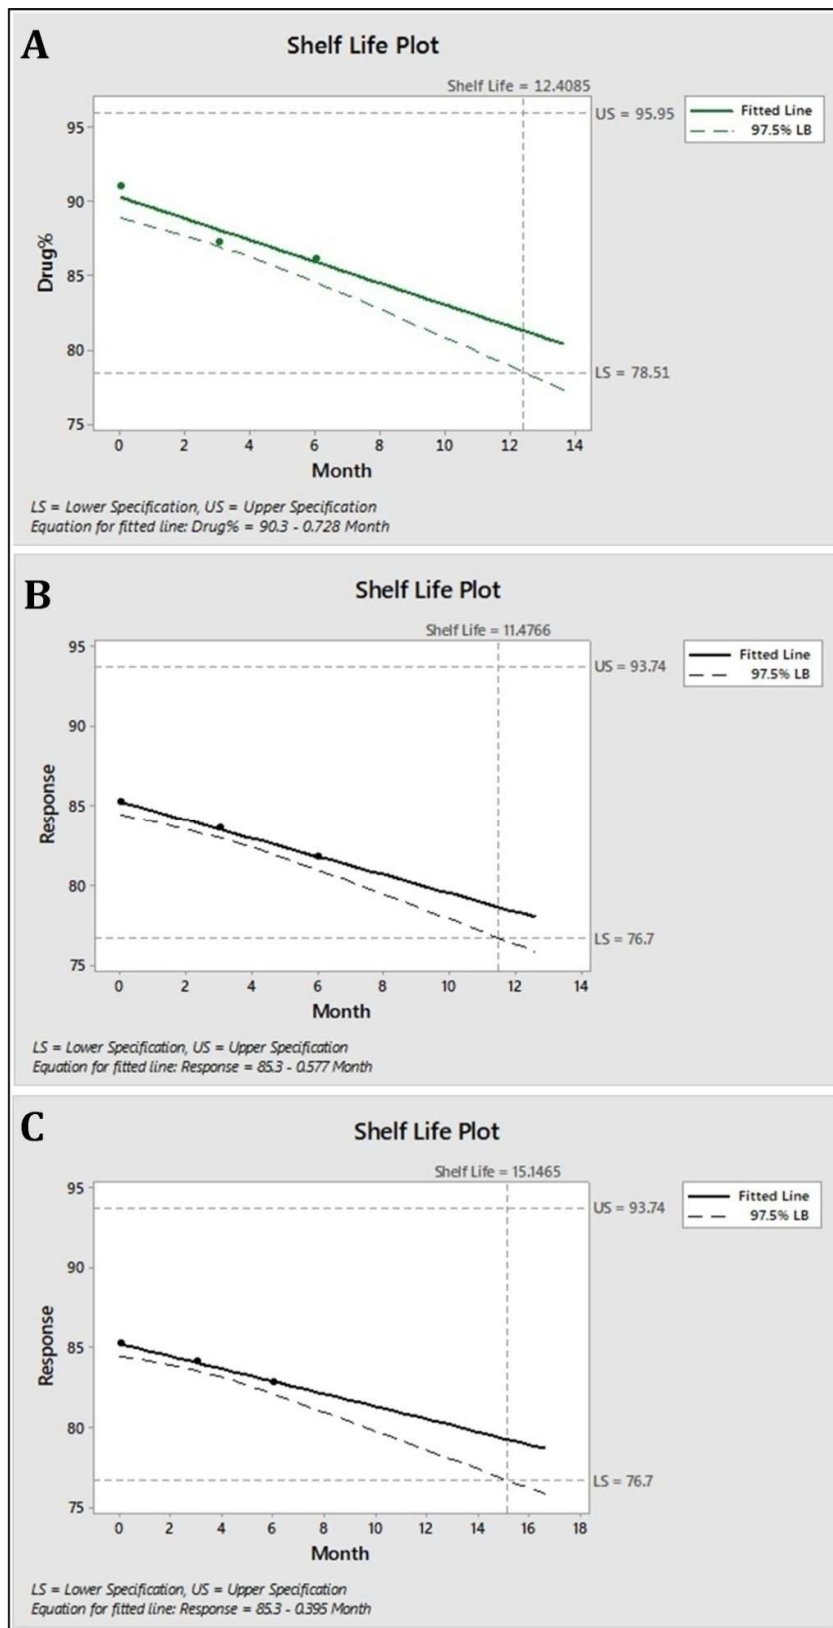 A
Shelf Life Plot
Shelf Life = 12.4085
Fitted Line
97.5% LB
US = 95.95
95
90
85
80
75
Drug%
LS = 78.51
0 2 4 6 8 10 12 14
Month
LS = Lower Specification, US = Upper Specification
Equation for fitted line: Drug% = 90.3 - 0.728 Month
B
Shelf Life Plot
Shelf Life = 11.4766
Fitted Line
97.5% LB
US = 93.74
95
90
85
80
75
Response
LS = 76.7
0 2 4 6 8 10 12 14
Month
LS = Lower Specification, US = Upper Specification
Equation for fitted line: Response = 85.3 - 0.577 Month
C
Shelf Life Plot
Shelf Life = 15.1465
Fitted Line
97.5% LB
US = 93.74
95
90
85
80
75
Response
LS = 76.7
0 2 4 6 8 10 12 14 16 18
Month
LS = Lower Specification, US = Upper Specification
Equation for fitted line: Response = 85.3 - 0.395 Month